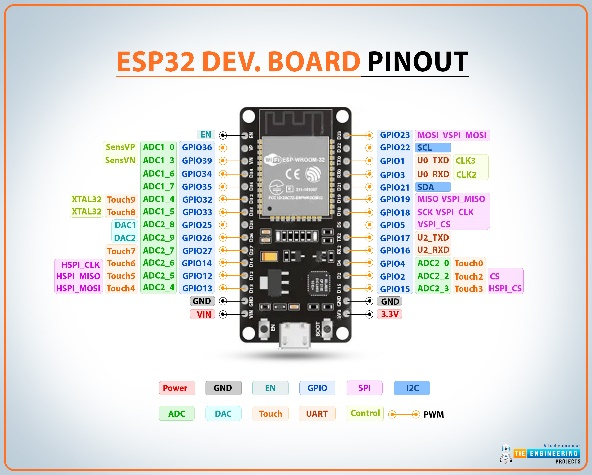 ESP32 DEV. BOARD PINOUT
EN
SensVP ADC1_0 GPIO36
SensVN ADC1_3 GPIO39
ADC1_6 GPIO34
ADC1_7 GPIO35
XTAL32 Touch9 ADC1_4 GPIO32
XTAL32 Touch8 ADC1_5 GPIO33
DAC1 ADC2_8 GPIO25
DAC2 ADC2_9 GPIO26
Touch7 ADC2_7 GPIO27
HSPI_CLK Touch6 ADC2_6 GPIO14
HSPI_MISO Touch5 ADC2_5 GPIO12
HSPI_MOSI Touch4 ADC2_4 GPIO13
GND
VIN
WiFi ESP-WROOM-32
CE
EN
BOOT
GPIO23 MOSI VSPI_MOSI
GPIO22 SCL
GPIO1 U0_TXD CLK3
GPIO3 U0_RXD CLK2
GPIO21 SDA
GPIO19 MISO VSPI_MISO
GPIO18 SCK VSPI_CLK
GPIO5 VSPI_CS
GPIO17 U2_TXD
GPIO16 U2_RXD
GPIO4 ADC2_0 Touch0
GPIO2 ADC2_2 Touch2 CS
GPIO15 ADC2_3 Touch3 HSPI_CS
GND
3.3V
Power GND EN GPIO SPI I2C
ADC DAC Touch UART Control PWM
ENGINEERING
PROJECTS